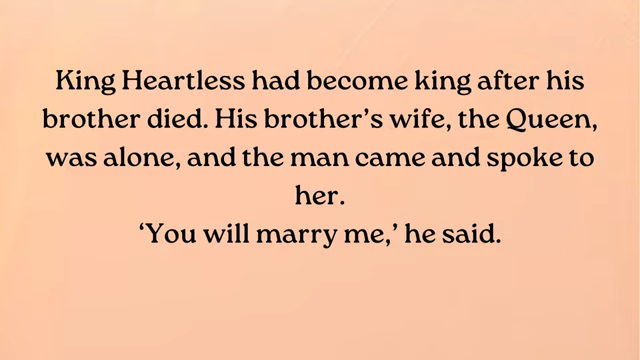 King Heartless had become king after his
brother died. His brother’s wife, the Queen,
was alone, and the man came and spoke to
her.
‘You will marry me,’ he said.